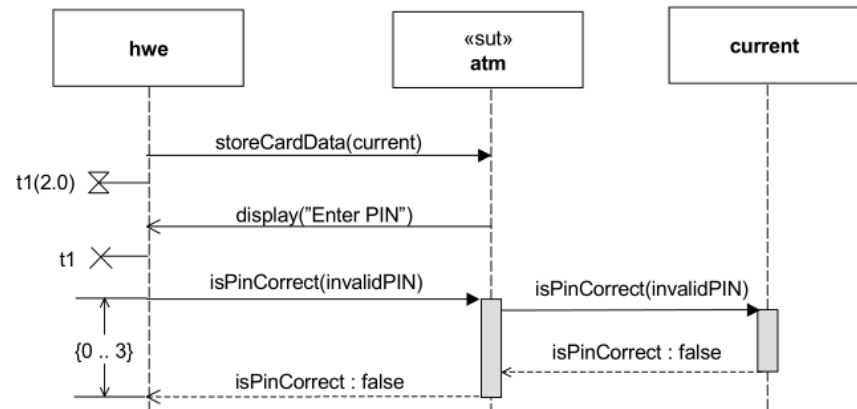 hwe
«sut»
atm
current
storeCardData(current)
t1(2.0)
display(”Enter PIN”)
t1
isPinCorrect(invalidPIN)
isPinCorrect(invalidPIN)
{0 .. 3}
isPinCorrect : false
isPinCorrect : false